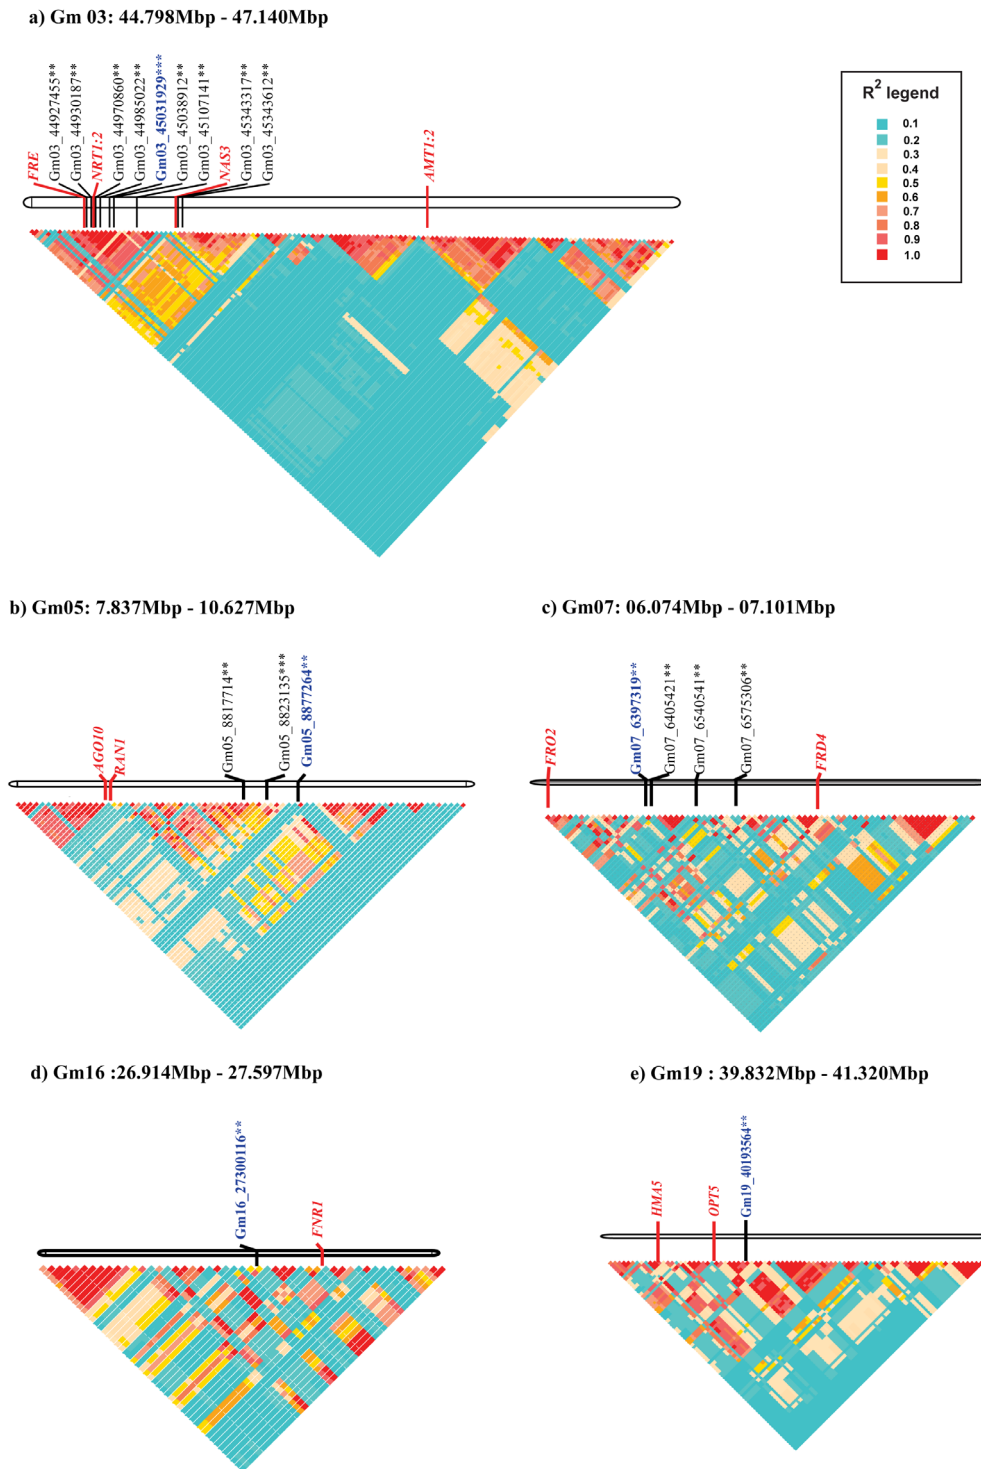 a) Gm 03: 44.798Mbp - 47.140Mbp
FRE
Gm03_44927455**
Gm03_44930187**
NRT1:2
Gm03_44970860**
Gm03_44985022**
Gm03_45031929***
Gm03_45038912**
Gm03_45107141**
NAS3
Gm03_45343317**
Gm03_45343612**
AMT1:2
R² legend
0.1
0.2
0.3
0.4
0.5
0.6
0.7
0.8
0.9
1.0
b) Gm05: 7.837Mbp - 10.627Mbp
AGO10
RAN1
Gm05_8817714**
Gm05_8823135***
Gm05_8877264**
c) Gm07: 06.074Mbp - 07.101Mbp
FRO2
Gm07_6397319**
Gm07_6405421**
Gm07_6540541**
Gm07_6575306**
FRD4
d) Gm16 :26.914Mbp - 27.597Mbp
Gm16_27300116**
FNR1
e) Gm19 : 39.832Mbp - 41.320Mbp
HMA5
OPT5
Gm19_40193564**